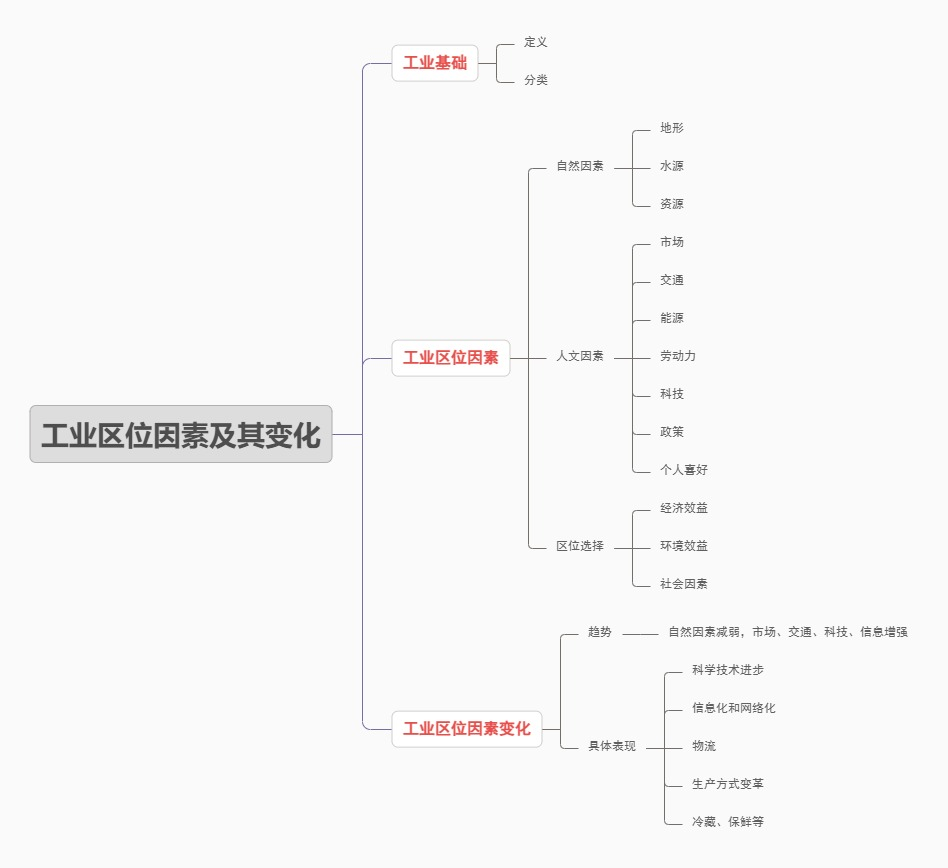 工业区位因素及其变化
工业基础
定义
分类
工业区位因素
自然因素
地形
水源
资源
人文因素
市场
交通
能源
劳动力
科技
政策
个人喜好
区位选择
经济效益
环境效益
社会因素
工业区位因素变化
趋势
自然因素减弱，市场、交通、科技、信息增强
具体表现
科学技术进步
信息化和网络化
物流
生产方式变革
冷藏、保鲜等